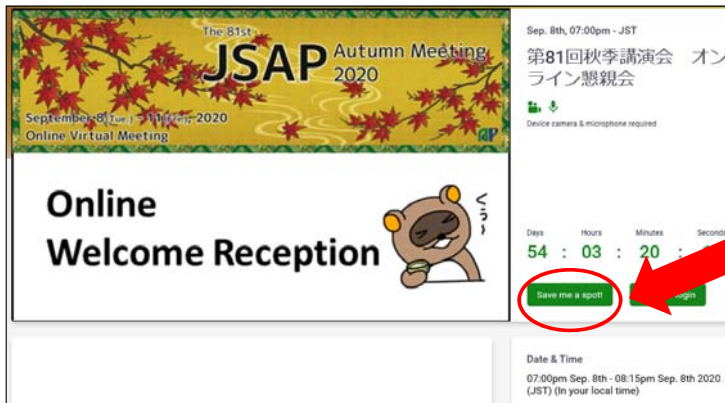 The 81st
JSAP Autumn Meeting
2020
September 8(Tue.) - 11(Fri.), 2020
Online Virtual Meeting
Online
Welcome Reception
くぅ~
Sep. 8th, 07:00pm - JST
第81回秋季講演会 オン
ライン懇親会
Device camera & microphone required
Days Hours Minutes Seconds
54 : 03 : 20 :
Save me a spot!
Date & Time
07:00pm Sep. 8th - 08:15pm Sep. 8th 2020
(JST) (In your local time)